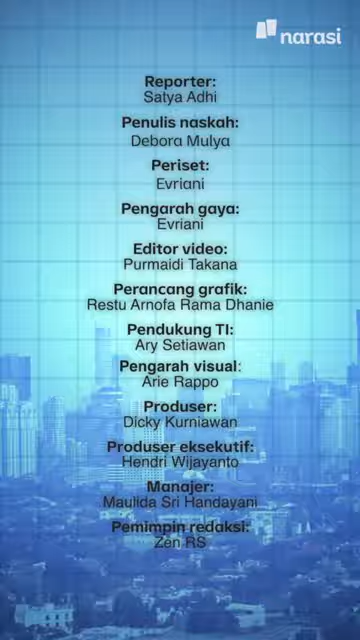 narasi
Reporter:
Satya Adhi
Penulis naskah:
Debora Mulya
Periset:
Evriani
Pengarah gaya:
Evriani
Editor video:
Purmaidi Takana
Perancang grafik:
Restu Arnofa Rama Dhanie
Pendukung TI:
Ary Setiawan
Pengarah visual:
Arie Rappo
Produser:
Dicky Kurniawan
Produser eksekutif:
Hendri Wijayanto
Manajer:
Maulida Sri Handayani
Pemimpin redaksi:
Zen RS